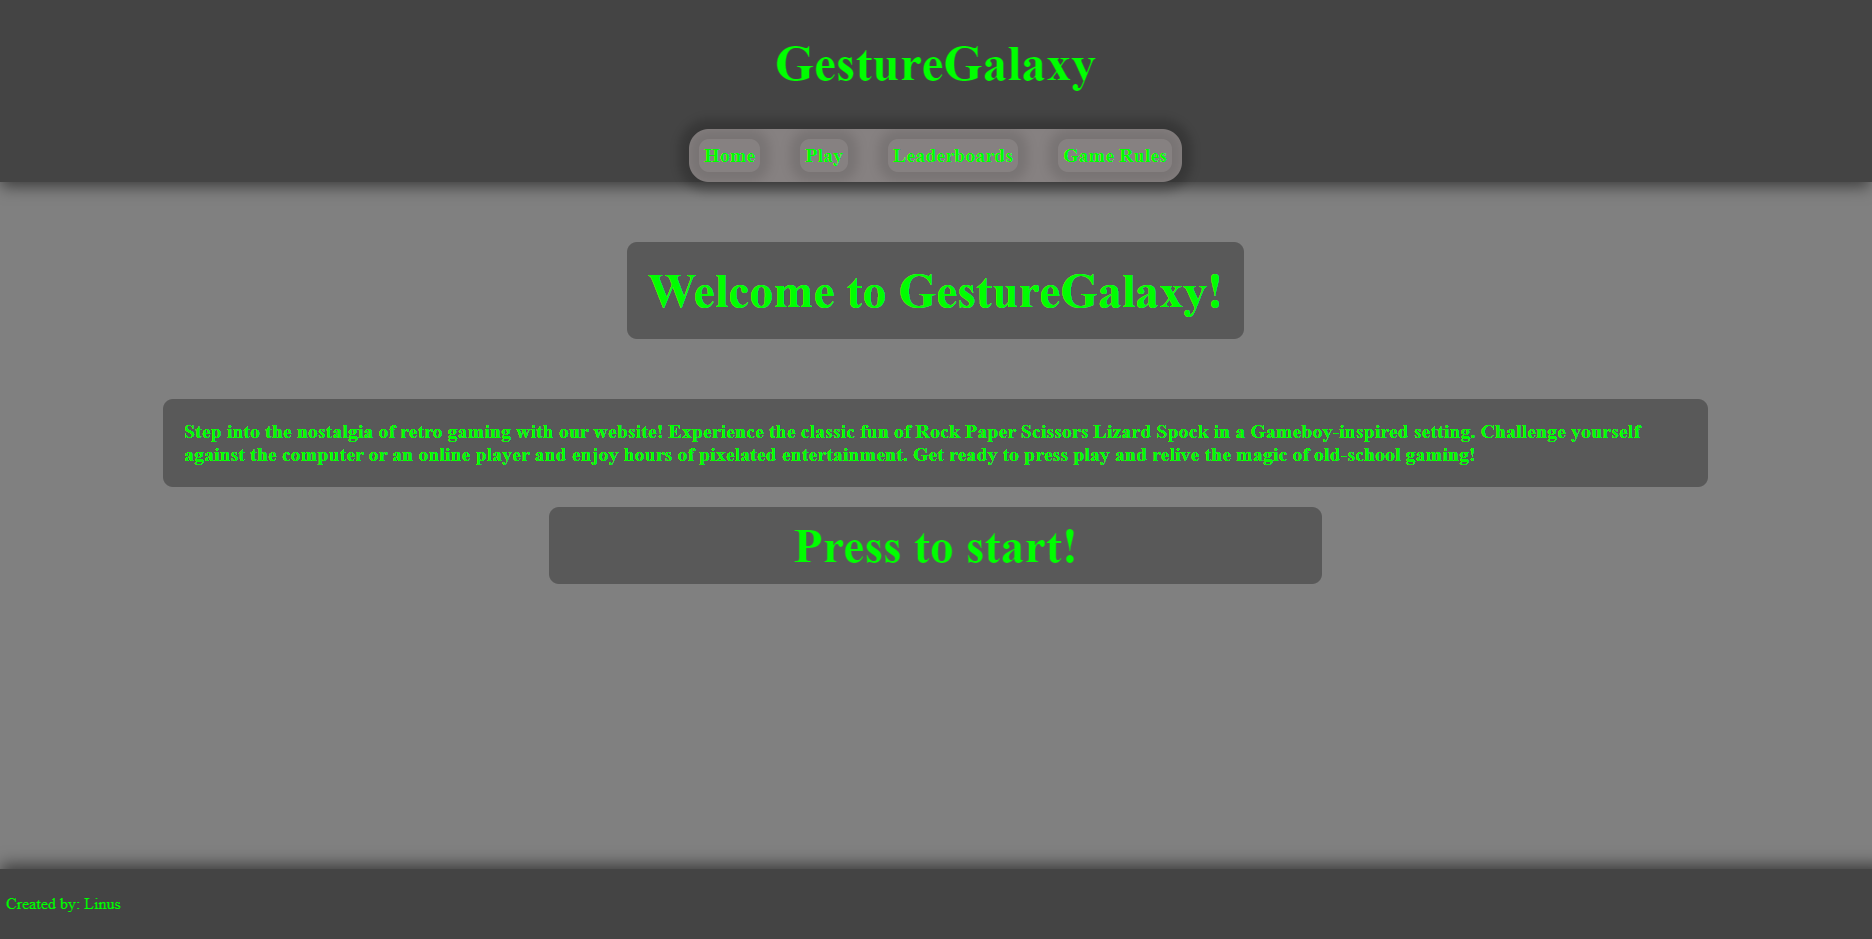 GestureGalaxy
Home Play Leaderboards Game Rules
Welcome to GestureGalaxy!
Step into the nostalgia of retro gaming with our website! Experience the classic fun of Rock Paper Scissors Lizard Spock in a Gameboy-inspired setting. Challenge yourself
against the computer or an online player and enjoy hours of pixelated entertainment. Get ready to press play and relive the magic of old-school gaming!
Press to start!
Created by: Linus